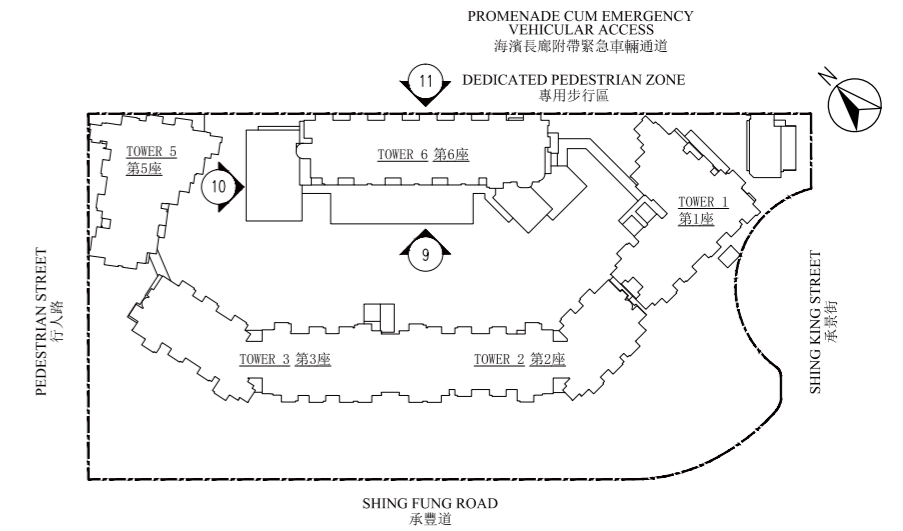 PROMENADE CUM EMERGENCY
VEHICULAR ACCESS
海濱長廊附帶緊急車輛通道
11
DEDICATED PEDESTRIAN ZONE
專用步行區
N
TOWER 5
第5座
TOWER 6 第6座
10
TOWER 1
第1座
9
PEDESTRIAN STREET
行人路
SHING KING STREET
承景街
TOWER 3 第3座
TOWER 2 第2座
SHING FUNG ROAD
承豐道